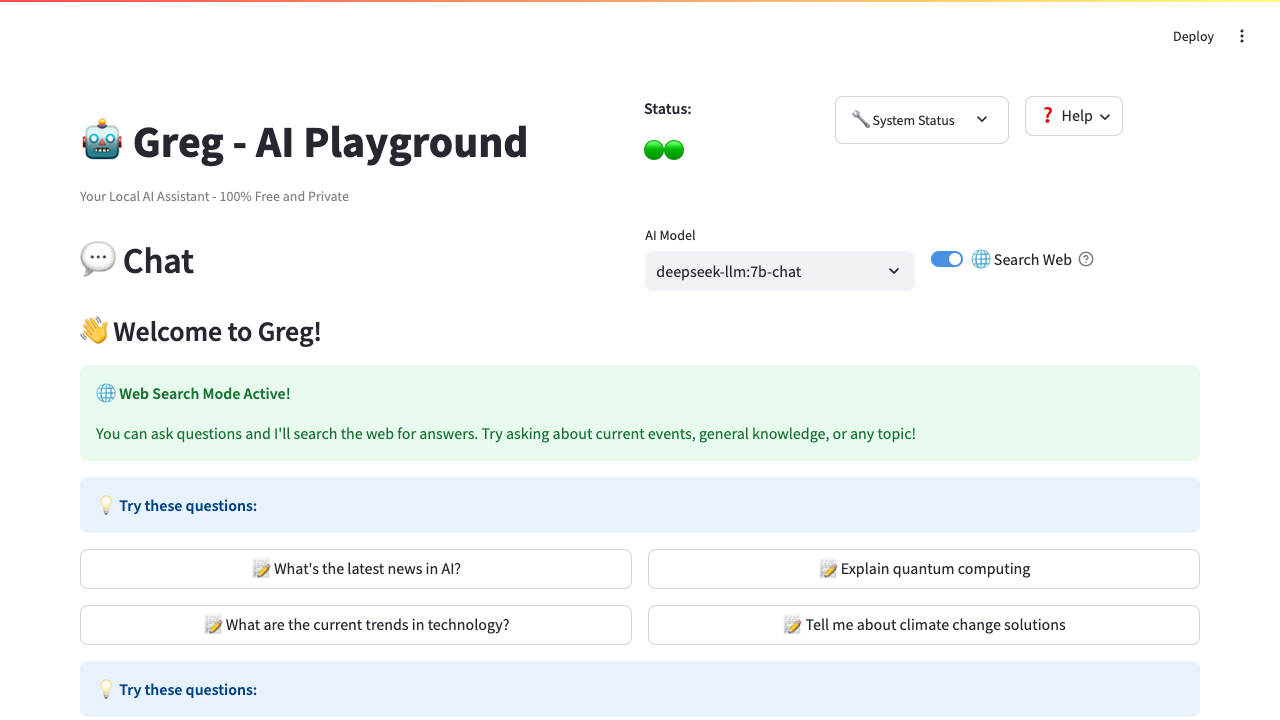 Deploy
🤖 Greg - AI Playground
Status:
🔧 System Status
❓ Help
Your Local AI Assistant - 100% Free and Private
💬 Chat
AI Model
deepseek-llm:7b-chat
🌐 Search Web
👋 Welcome to Greg!
🌐 Web Search Mode Active!
You can ask questions and I'll search the web for answers. Try asking about current events, general knowledge, or any topic!
💡 Try these questions:
📝 What's the latest news in AI?
📝 Explain quantum computing
📝 What are the current trends in technology?
📝 Tell me about climate change solutions
💡 Try these questions: